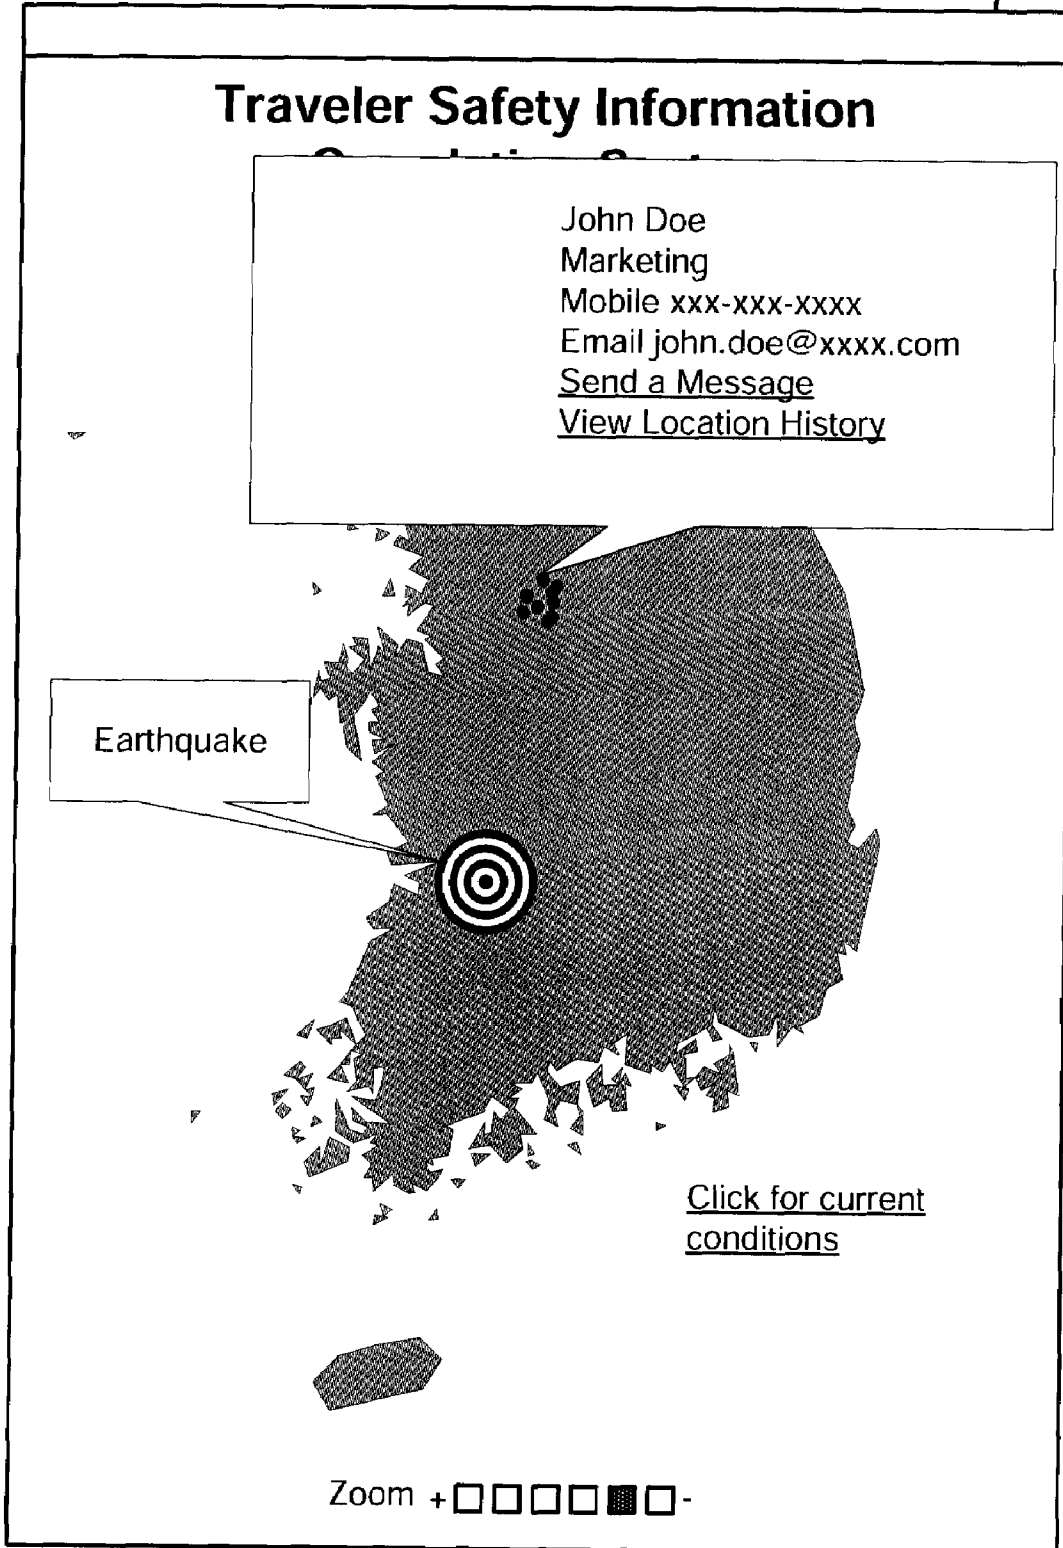 Traveler Safety Information
John Doe
Marketing
Mobile xxx-xxx-xxxx
Email john.doe@xxxx.com
Send a Message
View Location History
Earthquake
Click for current
conditions
Zoom + -